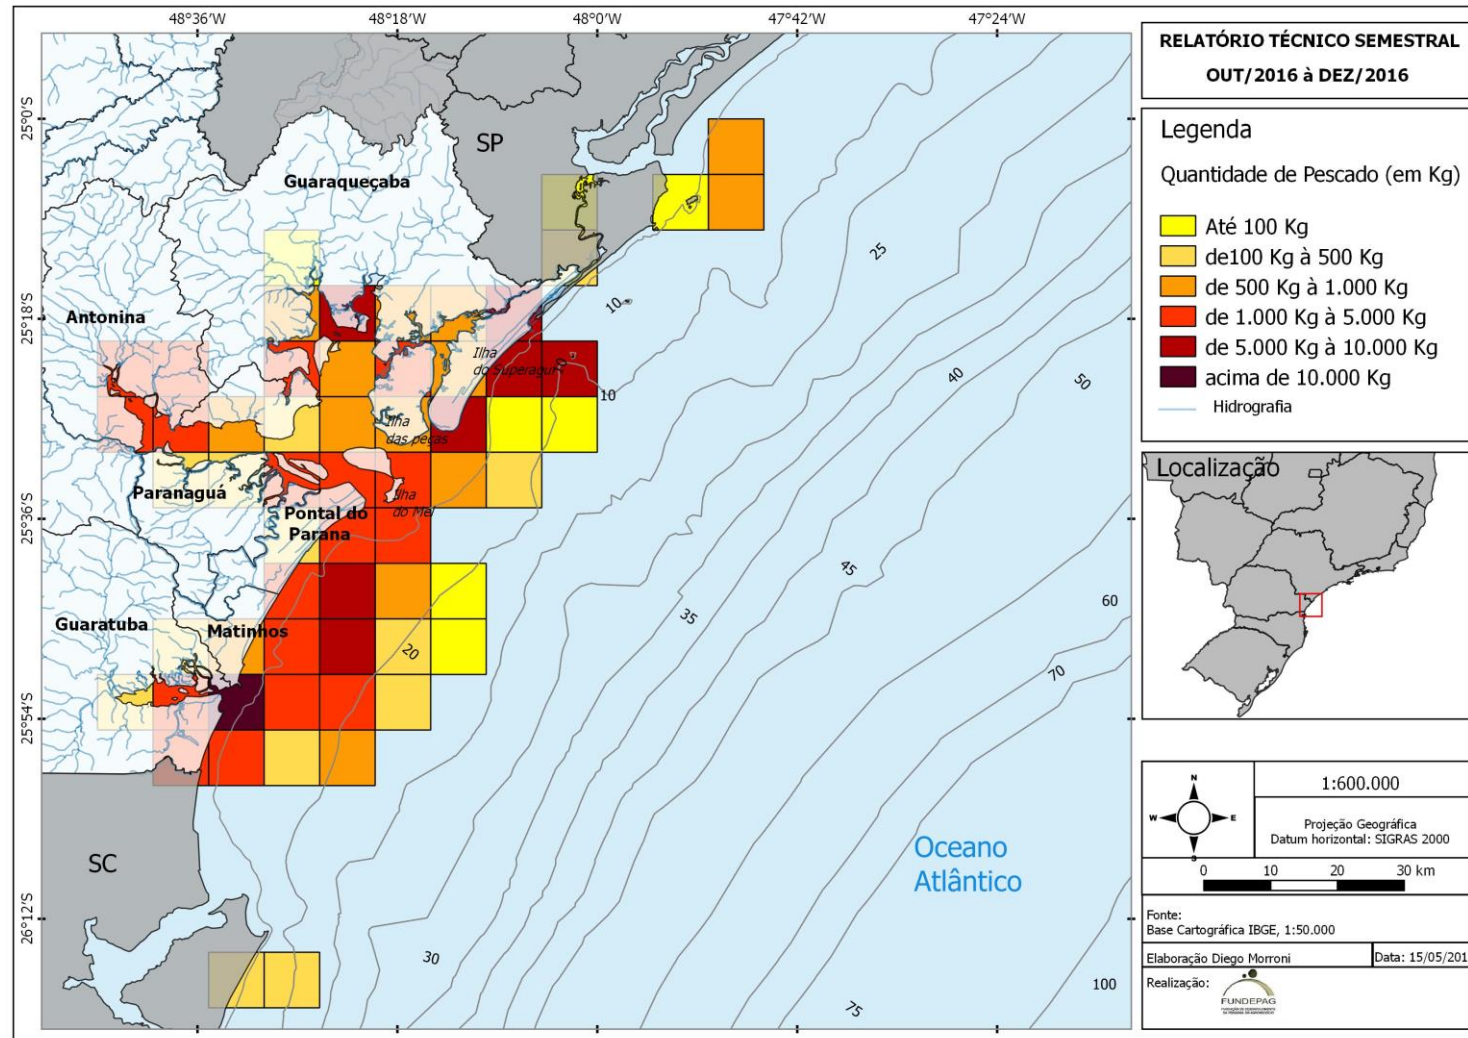 48°36'W 48°18'W 48°0'W 47°42'W 47°24'W
25°0'S
25°18'S
25°36'S
25°54'S
26°12'S
SP
Guaraqueçaba
Antonina
Ilha
do Superagui
Ilha
das peças
Paranaguá
Ilha
do Mel
Pontal do
Parana
Guaratuba
Matinhos
SC
Oceano
Atlântico
10
10
20
25
30
35
40
45
50
60
70
75
100
RELATÓRIO TÉCNICO SEMESTRAL
OUT/2016 à DEZ/2016
Legenda
Quantidade de Pescado (em Kg)
Até 100 Kg
de100 Kg à 500 Kg
de 500 Kg à 1.000 Kg
de 1.000 Kg à 5.000 Kg
de 5.000 Kg à 10.000 Kg
acima de 10.000 Kg
Hidrografia
Localização
N
W E
S
1:600.000
Projeção Geográfica
Datum horizontal: SIGRAS 2000
0 10 20 30 km
Fonte:
Base Cartográfica IBGE, 1:50.000
Elaboração Diego Morroni
Data: 15/05/201
Realização:
FUNDEPAG